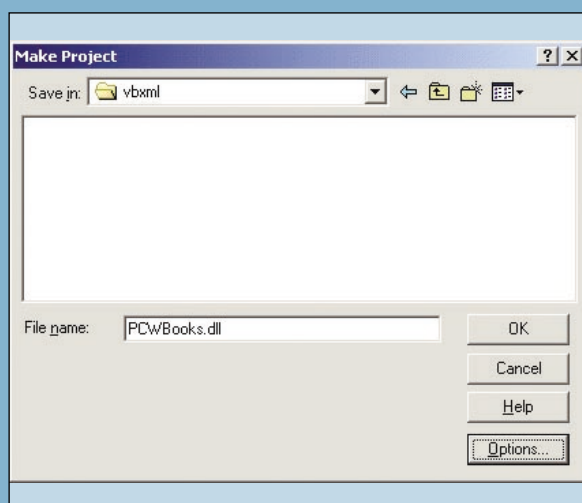 Make Project
Save in: vbxml
File name: PCWBooks.dll
OK
Cancel
Help
Options...